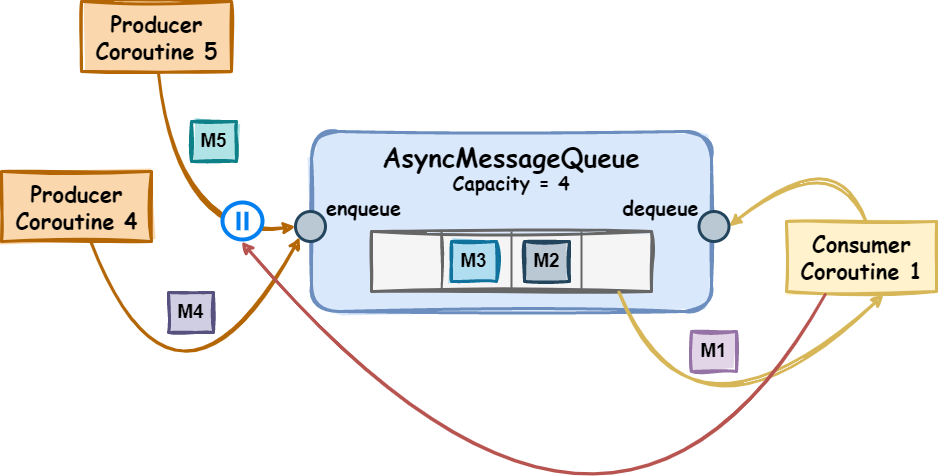 Producer
Coroutine 5
M5
AsyncMessageQueue
Capacity = 4
Producer
Coroutine 4
enqueue
dequeue
M3
M2
Consumer
Coroutine 1
M4
M1